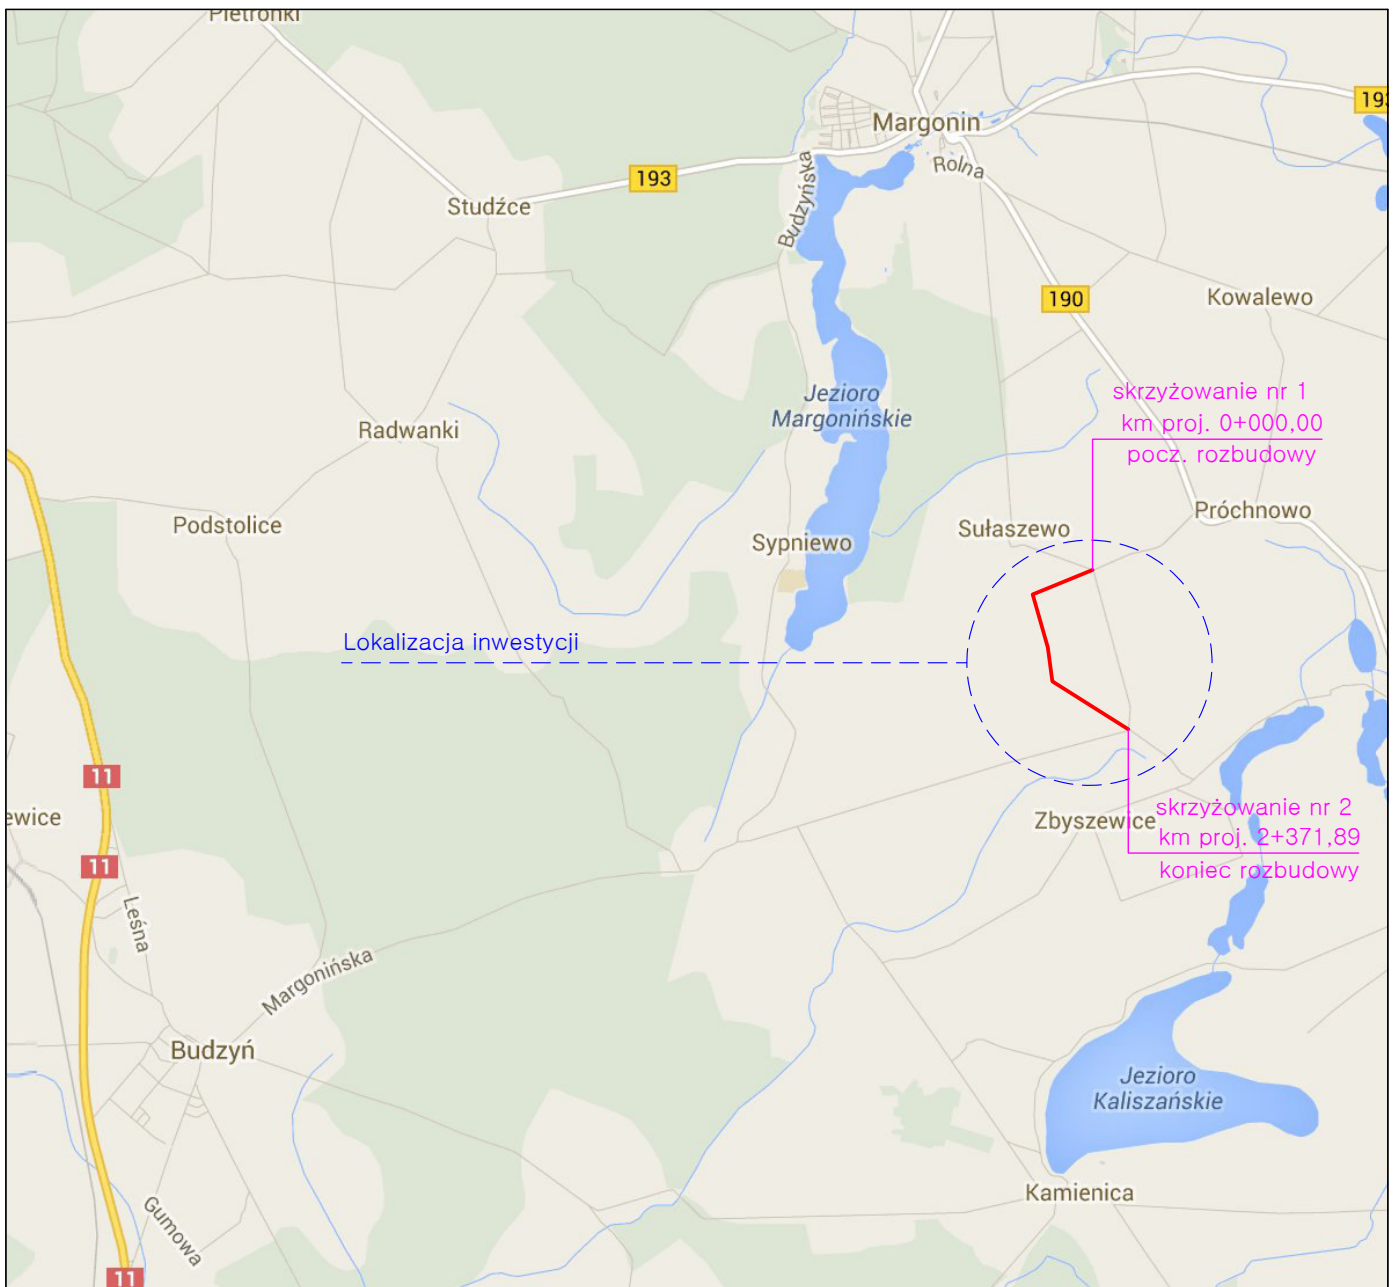 Pietronki
Margonin
193
193
Rolna
Studźce
Budzyńska
190
Kowalewo
Jezioro
Margonińskie
skrzyżowanie nr 1
km proj. 0+000,00
pocz. rozbudowy
Radwanki
Podstolice
Sypniewo
Sułaszewo
Próchnowo
Lokalizacja inwestycji
11
ewice
Zbyszewice
skrzyżowanie nr 2
km proj. 2+371,89
koniec rozbudowy
11
Leśna
Margonińska
Budzyń
Jezioro
Kaliszańskie
Kamienica
Gumowa
11